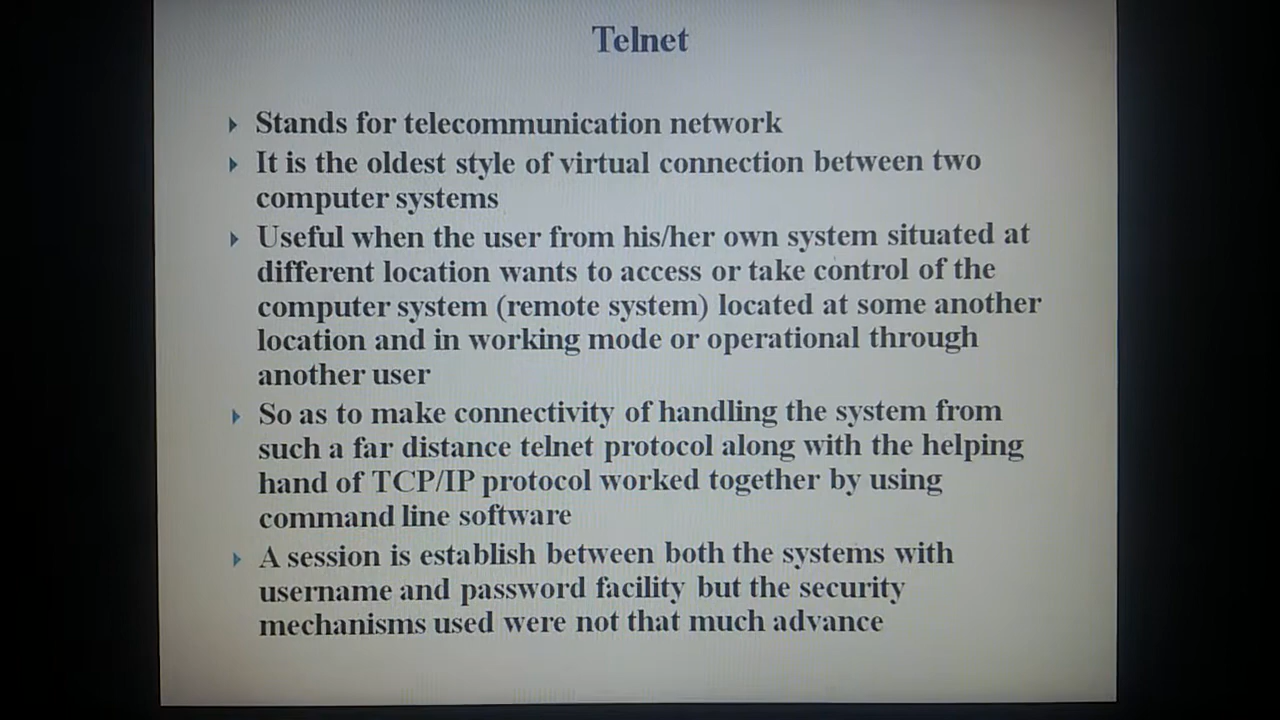 Telnet
Stands for telecommunication network
It is the oldest style of virtual connection between two
computer systems
Useful when the user from his/her own system situated at
different location wants to access or take control of the
computer system (remote system) located at some another
location and in working mode or operational through
another user
So as to make connectivity of handling the system from
such a far distance telnet protocol along with the helping
hand of TCP/IP protocol worked together by using
command line software
A session is establish between both the systems with
username and password facility but the security
mechanisms used were not that much advance